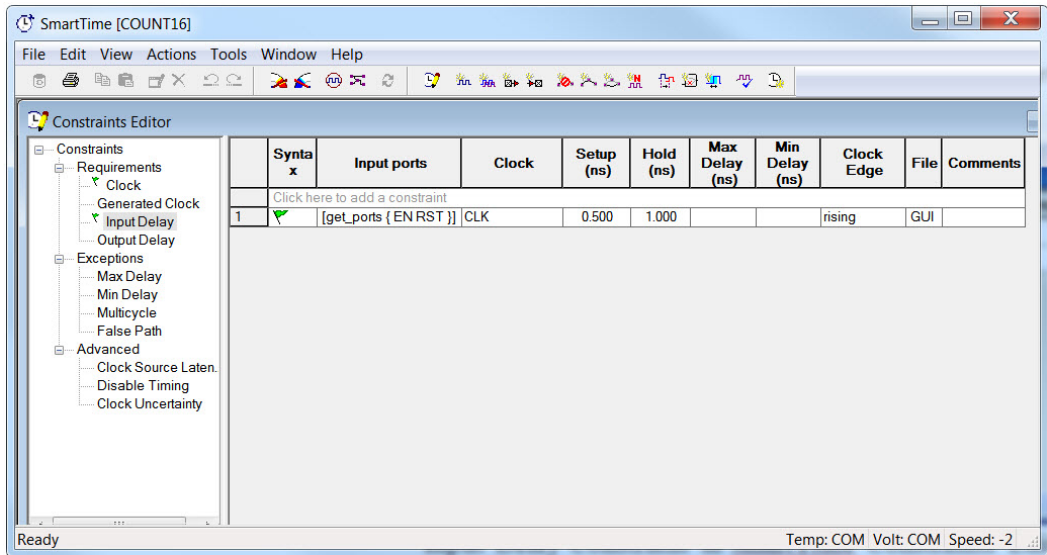 SmartTime [COUNT16]
File Edit View Actions Tools Window Help
Constraints Editor
Constraints
Requirements
Clock
Generated Clock
Input Delay
Output Delay
Exceptions
Max Delay
Min Delay
Multicycle
False Path
Advanced
Clock Source Laten.
Disable Timing
Clock Uncertainty
Syntax Input ports Clock Setup (ns) Hold (ns) Max Delay (ns) Min Delay (ns) Clock Edge File Comments
Click here to add a constraint
1 [get_ports { EN RST }] CLK 0.500 1.000 rising GUI
Ready Temp: COM Volt: COM Speed: -2